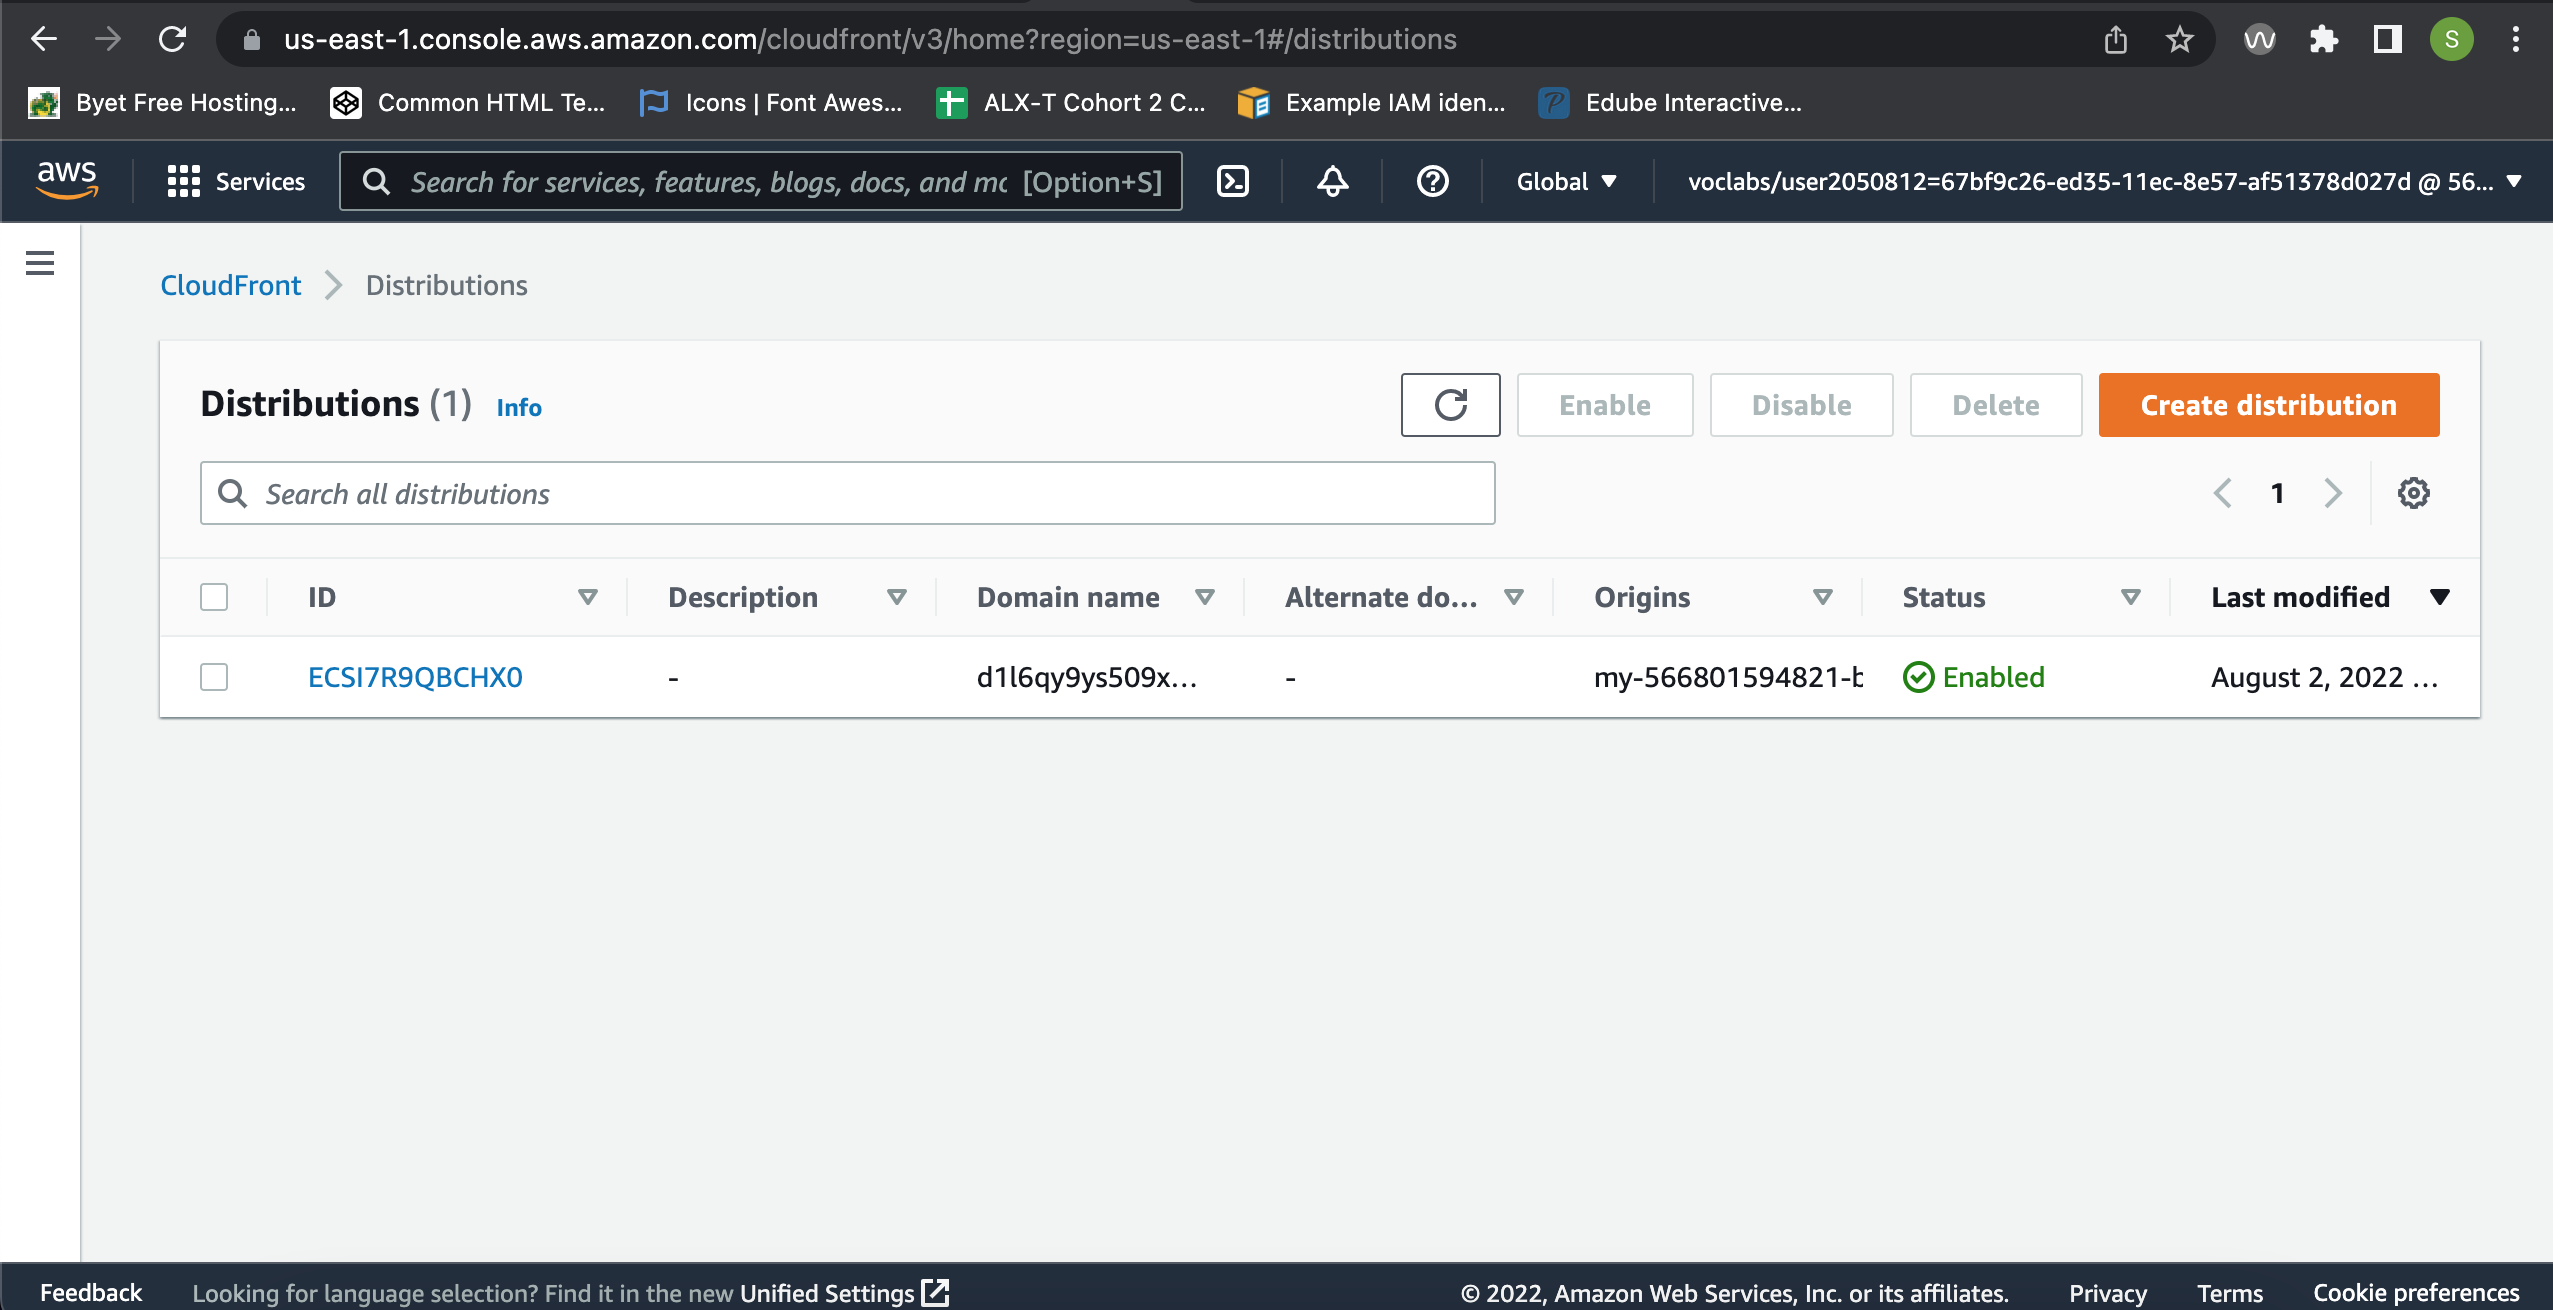 us-east-1.console.aws.amazon.com/cloudfront/v3/home?region=us-east-1#/distributions
S
Byet Free Hosting...
Common HTML Te...
Icons | Font Awes...
ALX-T Cohort 2 C...
Example IAM iden...
Edube Interactive...
aws
Services
Search for services, features, blogs, docs, and mc [Option+S]
Global
voclabs/user2050812=67bf9c26-ed35-11ec-8e57-af51378d027d @ 56...
CloudFront
Distributions
Distributions (1) Info
Enable
Disable
Delete
Create distribution
Search all distributions
1
ID
Description
Domain name
Alternate do...
Origins
Status
Last modified
ECSI7R9QBCHX0
-
d1l6qy9ys509x...
-
my-566801594821-b
Enabled
August 2, 2022 ...
Feedback
Looking for language selection? Find it in the new Unified Settings
© 2022, Amazon Web Services, Inc. or its affiliates.
Privacy
Terms
Cookie preferences